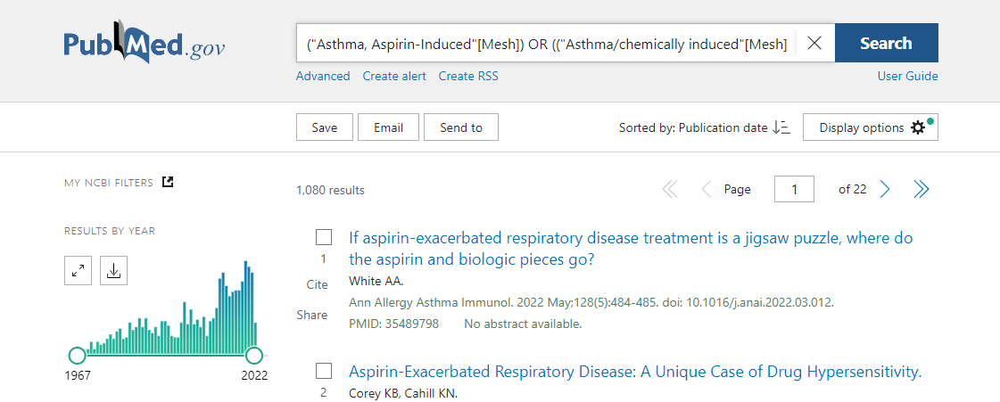 PubMed.gov
("Asthma, Aspirin-Induced"[Mesh]) OR (("Asthma/chemically induced"[Mesh]
Search
Advanced Create alert Create RSS
User Guide
Save Email Send to
Sorted by: Publication date
Display options
MY NCBI FILTERS
1,080 results
Page 1 of 22
RESULTS BY YEAR
1967 2022
If aspirin-exacerbated respiratory disease treatment is a jigsaw puzzle, where do
the aspirin and biologic pieces go?
1
White AA.
Cite
Ann Allergy Asthma Immunol. 2022 May;128(5):484-485. doi: 10.1016/j.anai.2022.03.012.
Share
PMID: 35489798 No abstract available.
Aspirin-Exacerbated Respiratory Disease: A Unique Case of Drug Hypersensitivity.
2
Corey KB, Cahill KN.